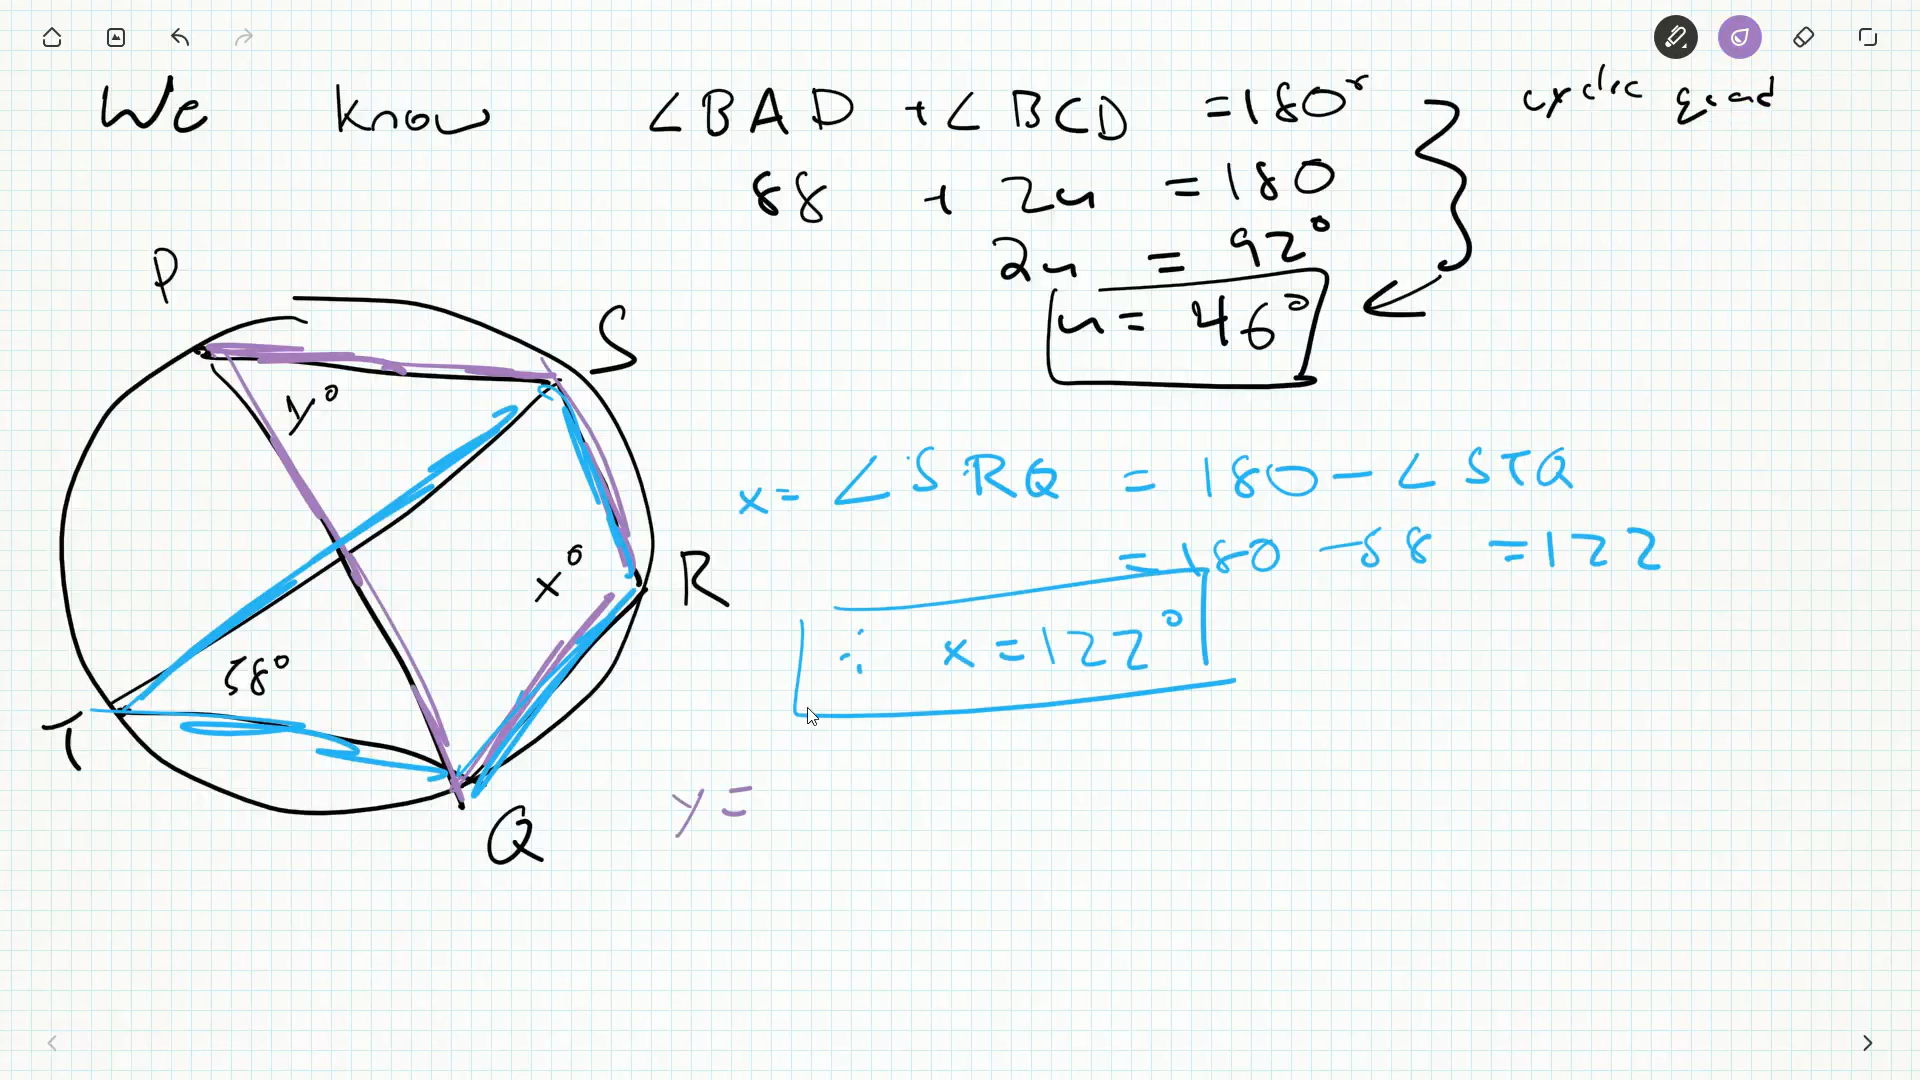 We know ∠BAD + ∠BCD = 180° cyclic quad
88 + 2u = 180
2u = 92°
u = 46°
P
S
y°
x = ∠SRQ = 180 - ∠STQ
= 180 - 58 = 122
x°
R
∴ x = 122°
58°
T
Q
y =